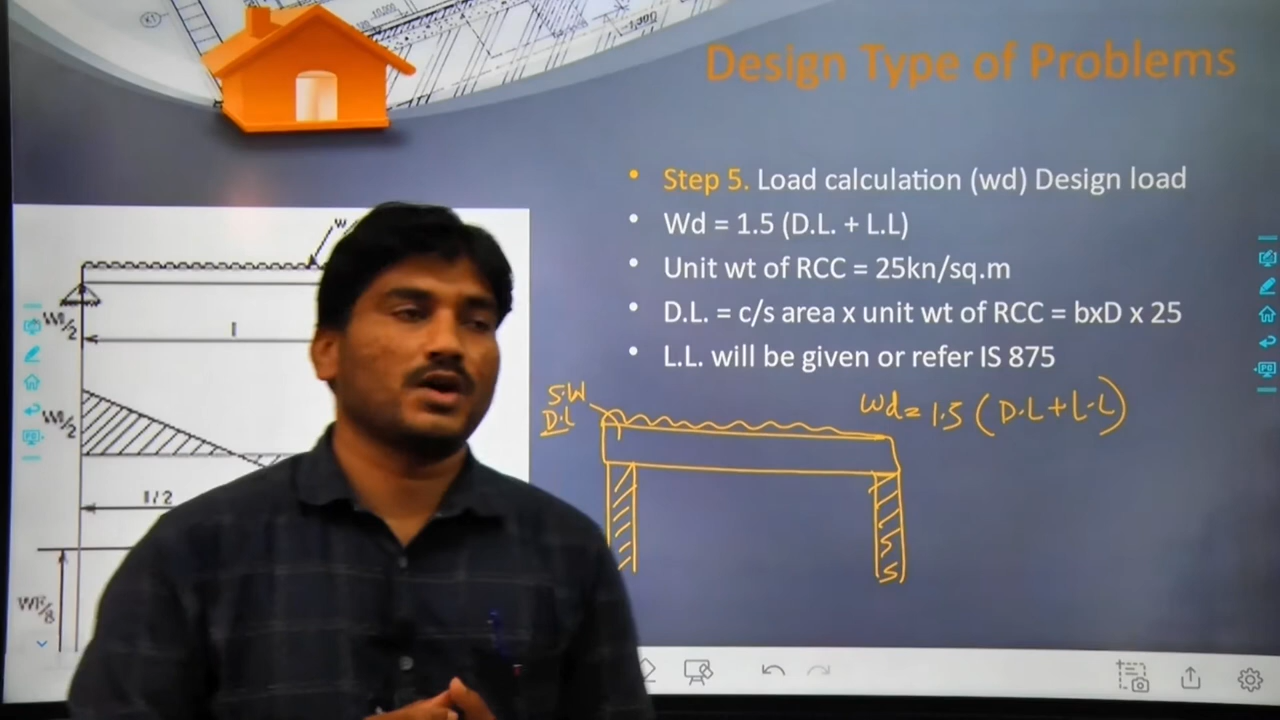 -1,300
Design Type of Problems
• Step 5. Load calculation (wd) Design load
• Wd = 1.5 (D.L. + L.L)
• Unit wt of RCC = 25kn/sq.m
• D.L. = c/s area x unit wt of RCC = bxD x 25
• L.L. will be given or refer IS 875
w
Wl/2
l
Wl/2
l/2
S.W
D.L
Wd = 1.5 (D.L+L.L)